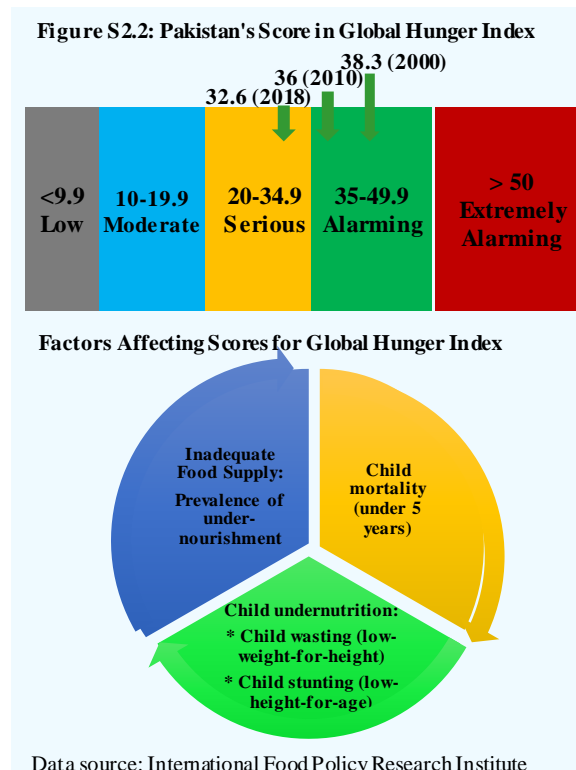 Figure S2.2: Pakistan's Score in Global Hunger Index
38.3 (2000)
36 (2010)
32.6 (2018)
<9.9
Low
10-19.9
Moderate
20-34.9
Serious
35-49.9
Alarming
> 50
Extremely
Alarming
Factors Affecting Scores for Global Hunger Index
Inadequate
Food Supply:
Prevalence of
under-
nourishment
Child
mortality
(under 5
years)
Child undernutrition:
* Child wasting (low-
weight-for-height)
* Child stunting (low-
height-for-age)
Data source: International Food Policy Research Institute